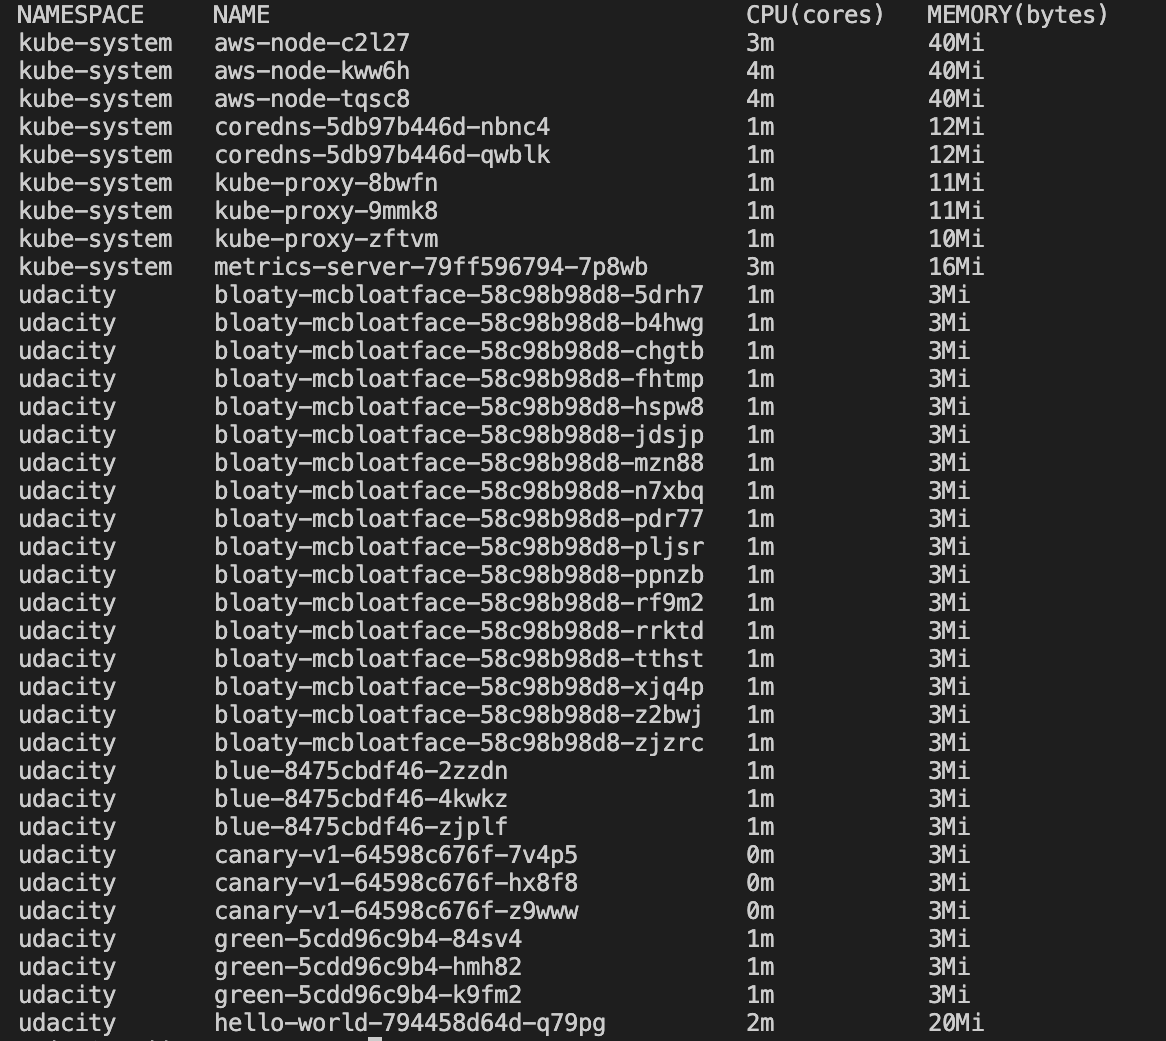 NAMESPACE NAME CPU(cores) MEMORY(bytes)
kube-system aws-node-c2l27 3m 40Mi
kube-system aws-node-kww6h 4m 40Mi
kube-system aws-node-tqsc8 4m 40Mi
kube-system coredns-5db97b446d-nbnc4 1m 12Mi
kube-system coredns-5db97b446d-qwblk 1m 12Mi
kube-system kube-proxy-8bwfn 1m 11Mi
kube-system kube-proxy-9mmk8 1m 11Mi
kube-system kube-proxy-zftvm 1m 10Mi
kube-system metrics-server-79ff596794-7p8wb 3m 16Mi
udacity bloaty-mcbloatface-58c98b98d8-5drh7 1m 3Mi
udacity bloaty-mcbloatface-58c98b98d8-b4hwg 1m 3Mi
udacity bloaty-mcbloatface-58c98b98d8-chgtb 1m 3Mi
udacity bloaty-mcbloatface-58c98b98d8-fhtmp 1m 3Mi
udacity bloaty-mcbloatface-58c98b98d8-hspw8 1m 3Mi
udacity bloaty-mcbloatface-58c98b98d8-jdsjp 1m 3Mi
udacity bloaty-mcbloatface-58c98b98d8-mzn88 1m 3Mi
udacity bloaty-mcbloatface-58c98b98d8-n7xbq 1m 3Mi
udacity bloaty-mcbloatface-58c98b98d8-pdr77 1m 3Mi
udacity bloaty-mcbloatface-58c98b98d8-pljsr 1m 3Mi
udacity bloaty-mcbloatface-58c98b98d8-ppnzb 1m 3Mi
udacity bloaty-mcbloatface-58c98b98d8-rf9m2 1m 3Mi
udacity bloaty-mcbloatface-58c98b98d8-rrktd 1m 3Mi
udacity bloaty-mcbloatface-58c98b98d8-tthst 1m 3Mi
udacity bloaty-mcbloatface-58c98b98d8-xjq4p 1m 3Mi
udacity bloaty-mcbloatface-58c98b98d8-z2bwj 1m 3Mi
udacity bloaty-mcbloatface-58c98b98d8-zjzrc 1m 3Mi
udacity blue-8475cbdf46-2zzdn 1m 3Mi
udacity blue-8475cbdf46-4kwkz 1m 3Mi
udacity blue-8475cbdf46-zjplf 1m 3Mi
udacity canary-v1-64598c676f-7v4p5 0m 3Mi
udacity canary-v1-64598c676f-hx8f8 0m 3Mi
udacity canary-v1-64598c676f-z9www 0m 3Mi
udacity green-5cdd96c9b4-84sv4 1m 3Mi
udacity green-5cdd96c9b4-hmh82 1m 3Mi
udacity green-5cdd96c9b4-k9fm2 1m 3Mi
udacity hello-world-794458d64d-q79pg 2m 20Mi